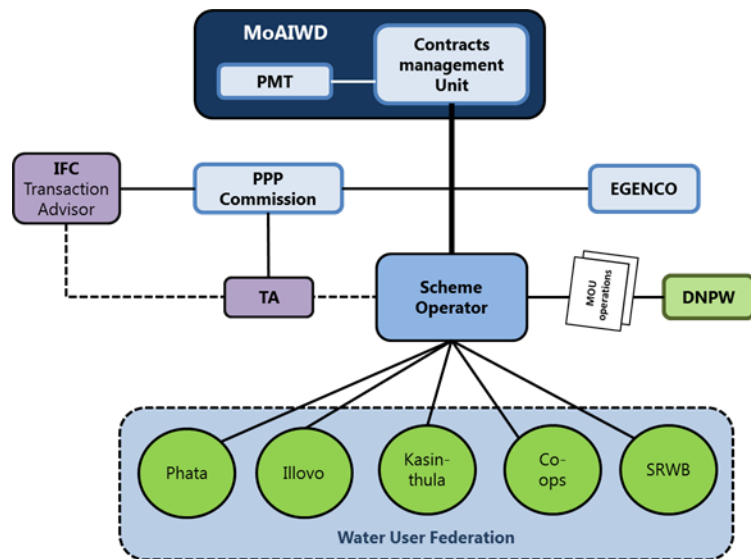 MoAIWD
Contracts
management
Unit
PMT
IFC
Transaction
Advisor
PPP
Commission
EGENCO
TA
Scheme
Operator
MOU
operations
DNPW
Phata
Illovo
Kasin-
thula
Co-
ops
SRWB
Water User Federation